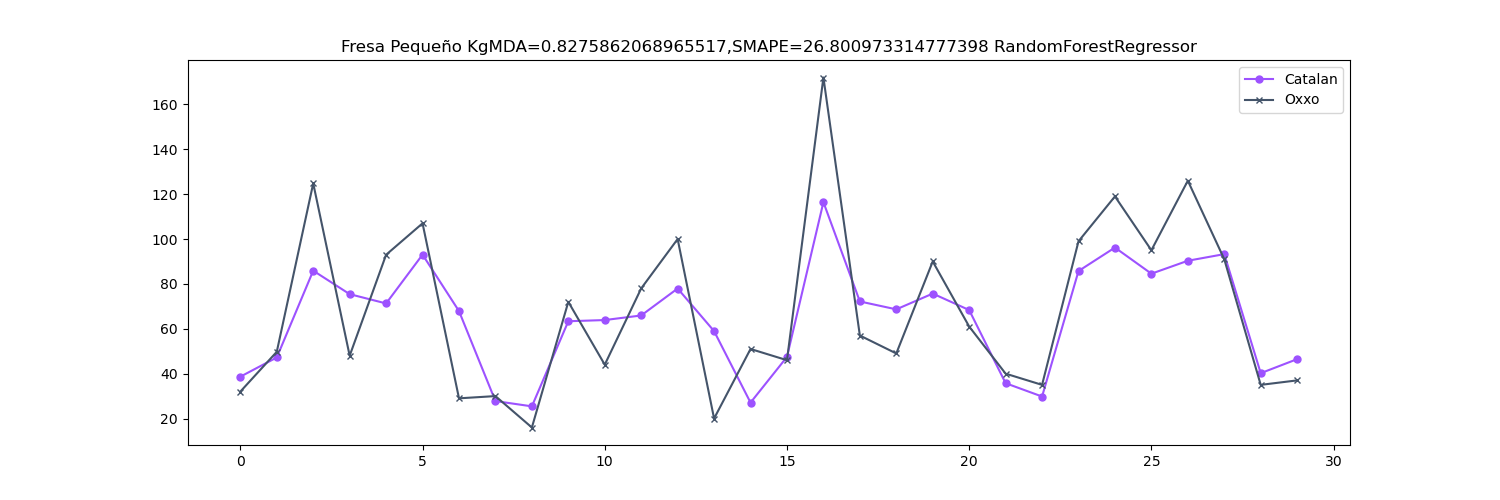 Fresa Pequeño KgMDA=0.8275862068965517,SMAPE=26.800973314777398 RandomForestRegressor
Catalan
Oxxo
160
140
120
100
80
60
40
20
0 5 10 15 20 25 30